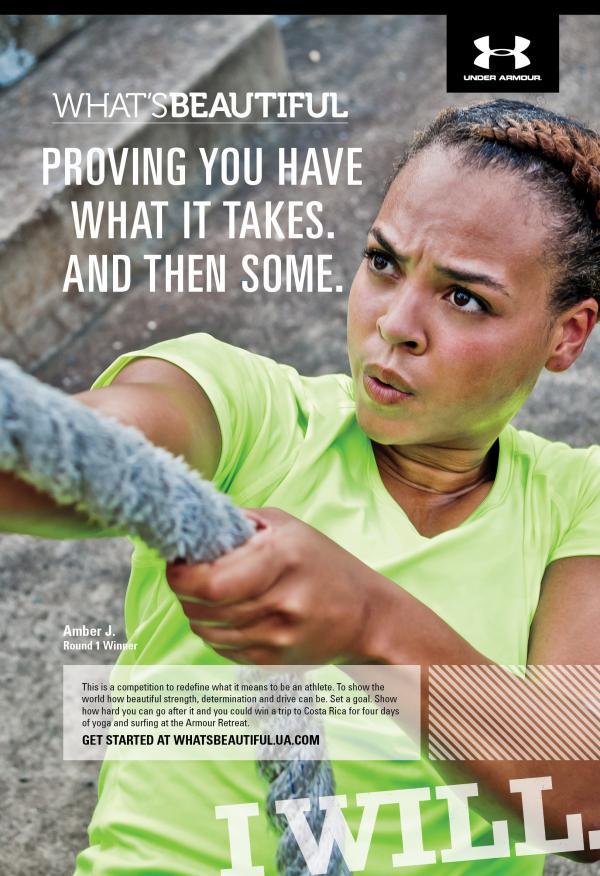 UNDER ARMOUR.
WHAT'SBEAUTIFUL
PROVING YOU HAVE
WHAT IT TAKES.
AND THEN SOME.
Amber J.
Round 1 Winner
This is a competition to redefine what it means to be an athlete. To show the
world how beautiful strength, determination and drive can be. Set a goal. Show
how hard you can go after it and you could win a trip to Costa Rica for four days
of yoga and surfing at the Armour Retreat.
GET STARTED AT WHATSBEAUTIFUL.UA.COM
I WILL.